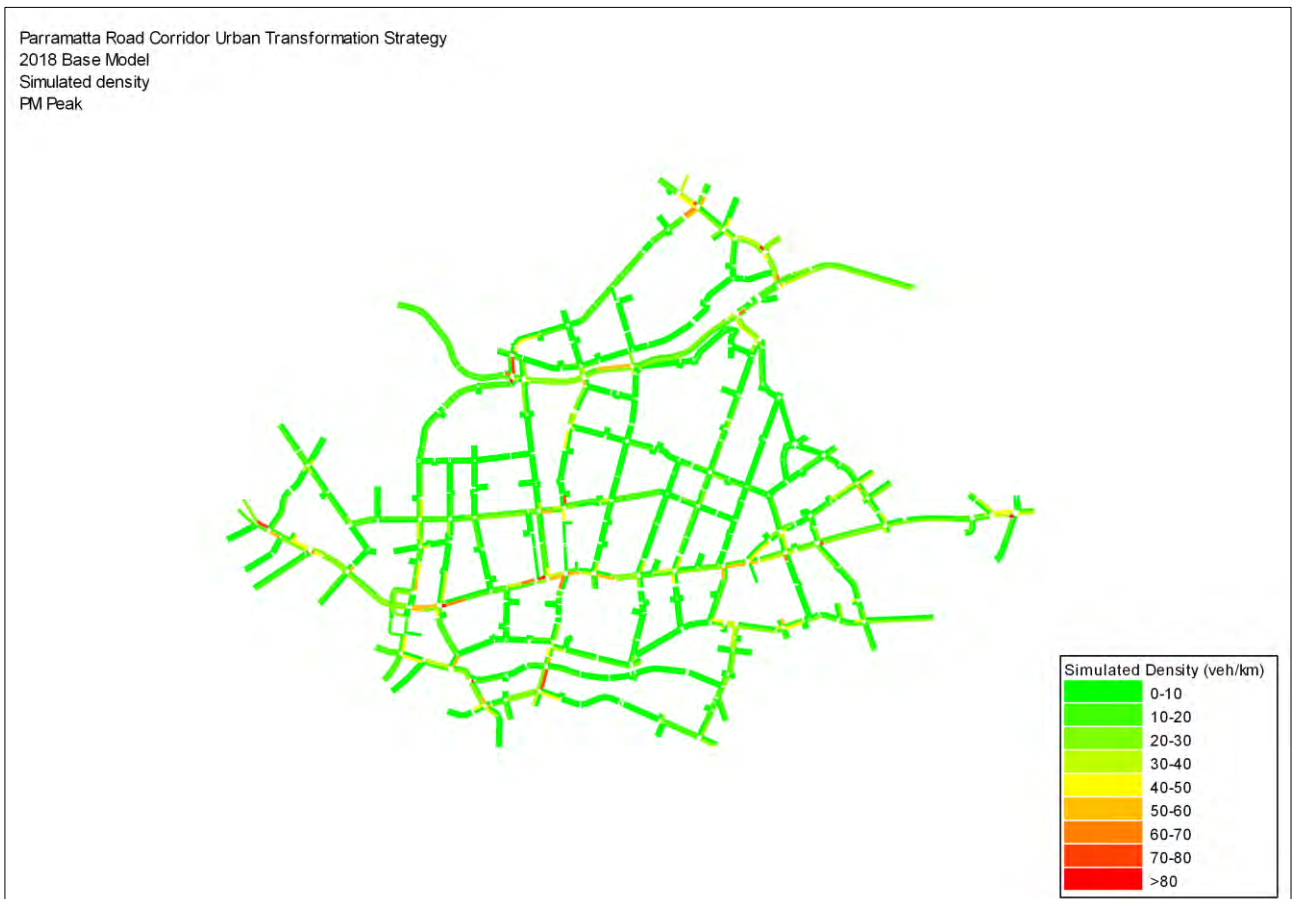 Parramatta Road Corridor Urban Transformation Strategy
2018 Base Model
Simulated density
PM Peak
Simulated Density (veh/km)
0-10
10-20
20-30
30-40
40-50
50-60
60-70
70-80
>80